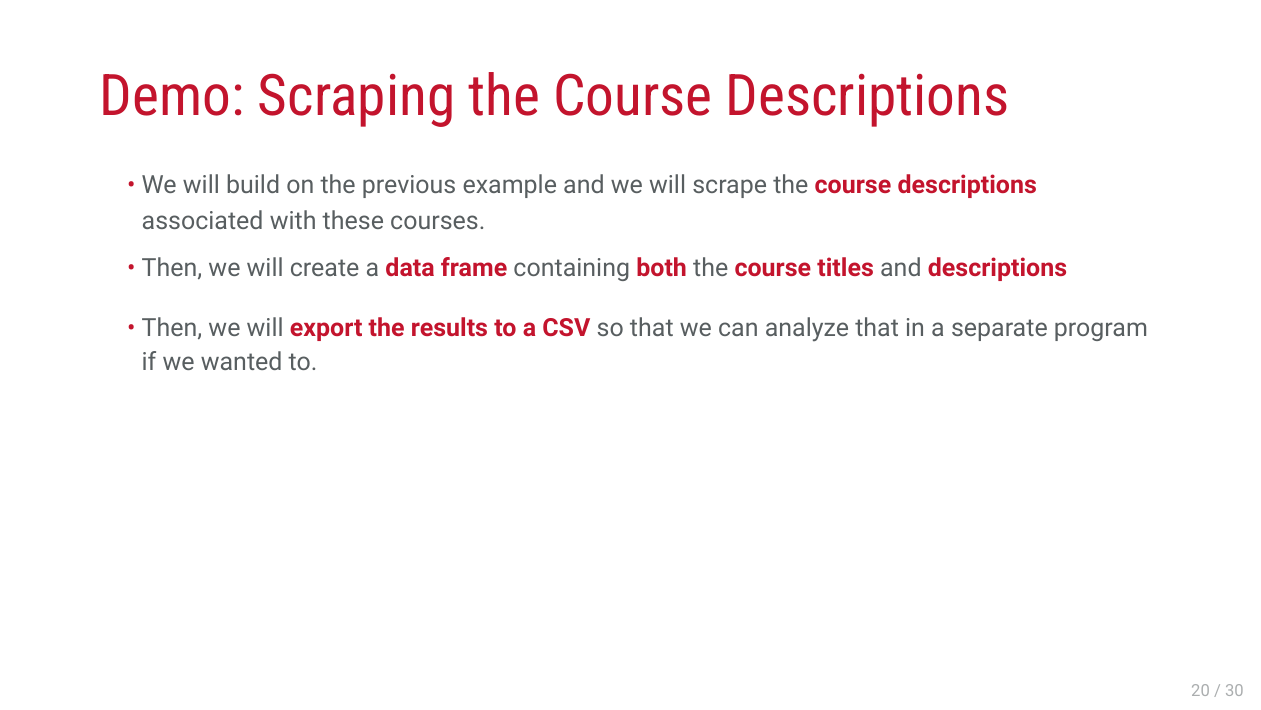 Demo: Scraping the Course Descriptions
• We will build on the previous example and we will scrape the course descriptions
associated with these courses.
• Then, we will create a data frame containing both the course titles and descriptions
• Then, we will export the results to a CSV so that we can analyze that in a separate program
if we wanted to.
20 / 30